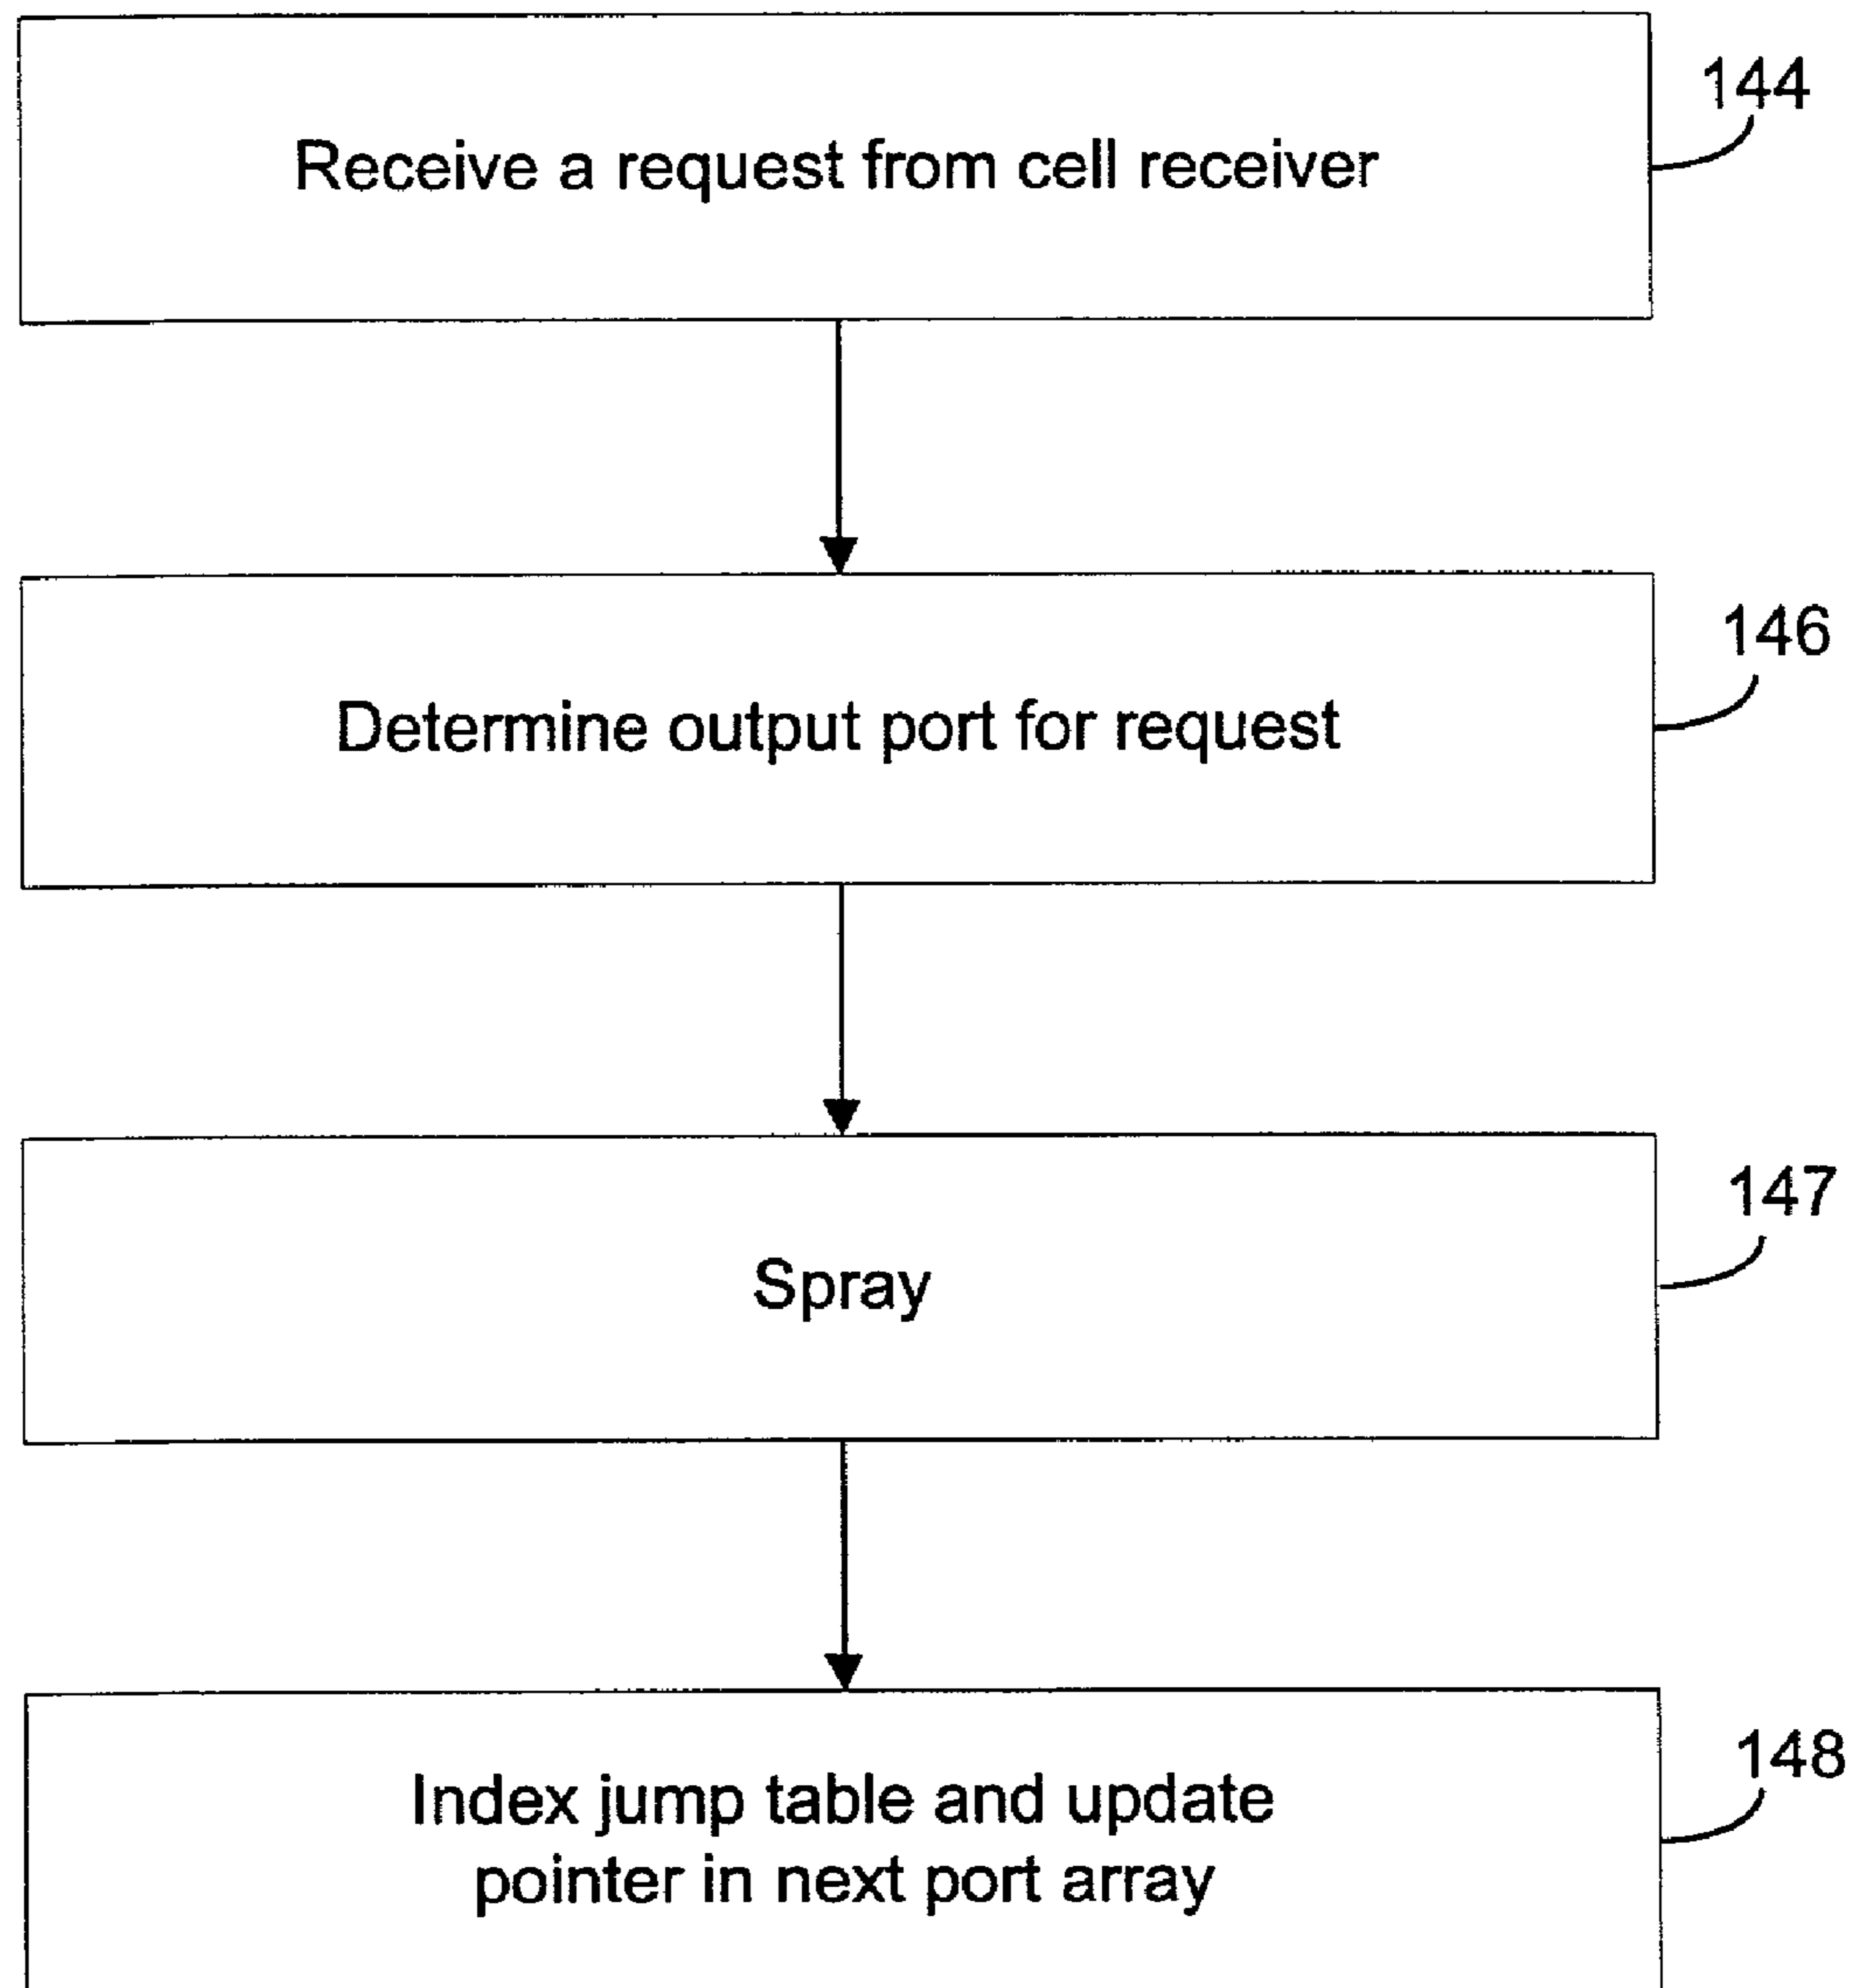 144
Receive a request from cell receiver
146
Determine output port for request
147
Spray
148
Index jump table and update
pointer in next port array